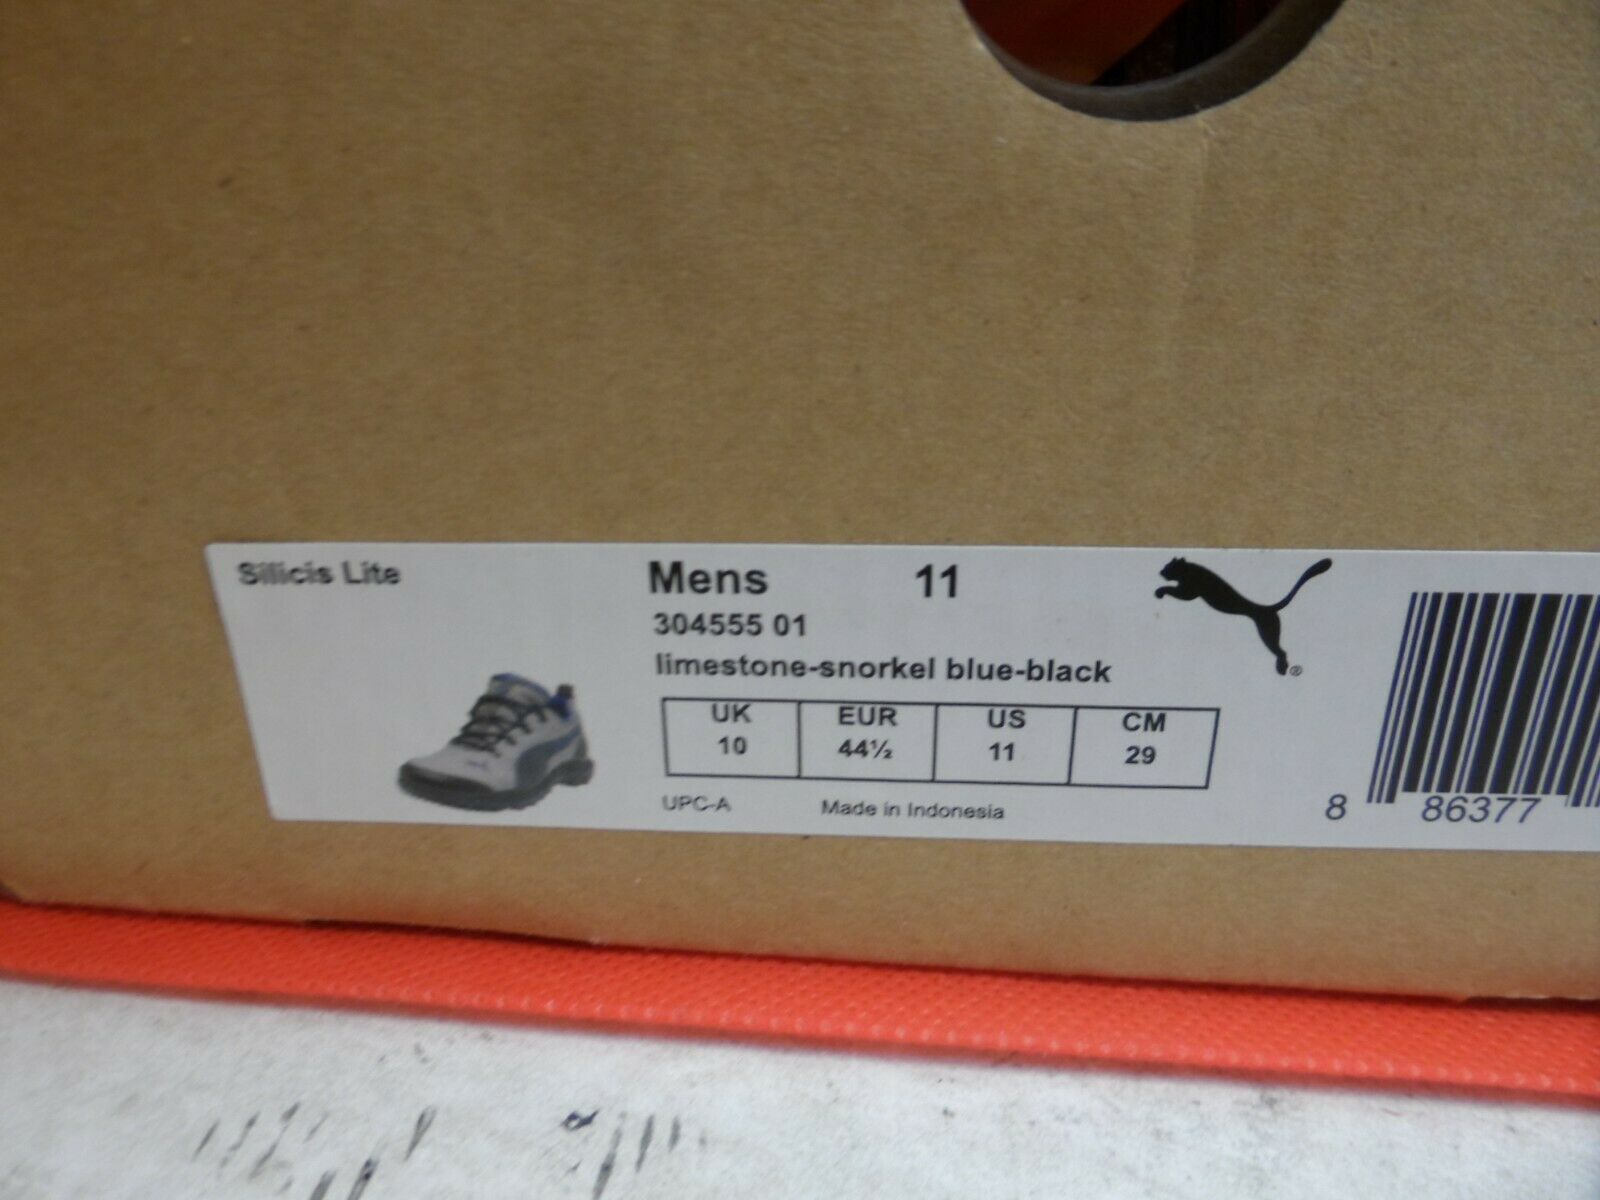 Sillicis Lite
Mens 11
304555 01
limestone-snorkel blue-black
UK EUR US CM
10 44½ 11 29
UPC-A Made in Indonesia
®
8 86377